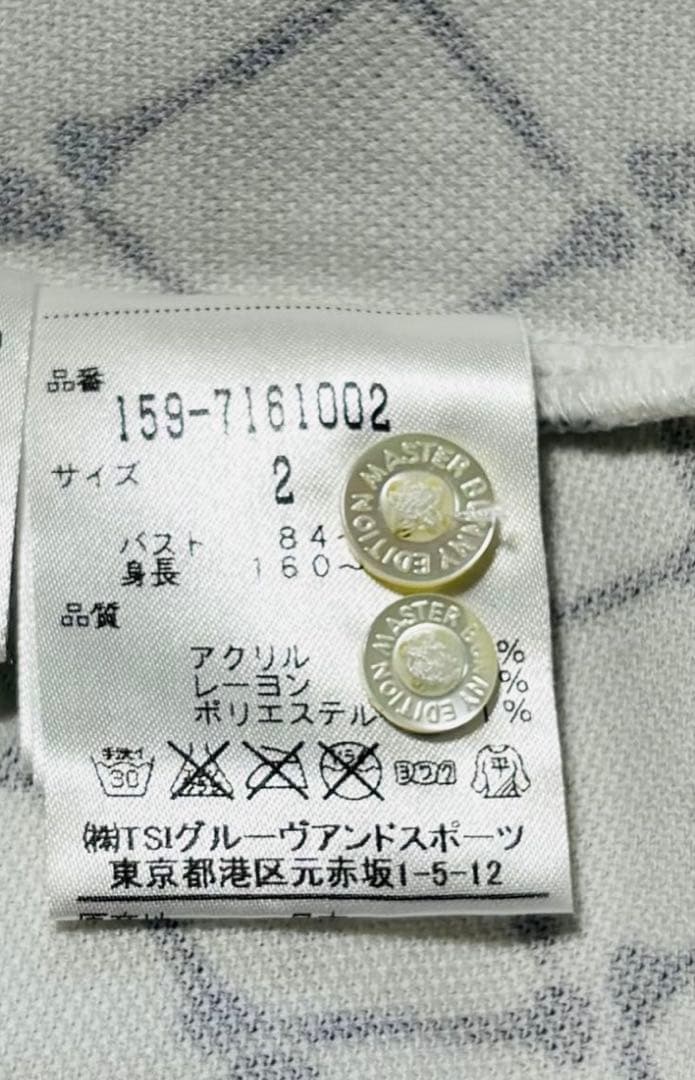 品番
159-7161002
サイズ 2
バスト 84
身長 160~
品質
アクリル %
レーヨン %
ポリエステル %
手洗イ 30
ヨワク 平
㈱TSIグルーヴアンドスポーツ
東京都港区元赤坂1-5-12
MASTER BUNNY EDITION
MASTER BUNNY EDITION